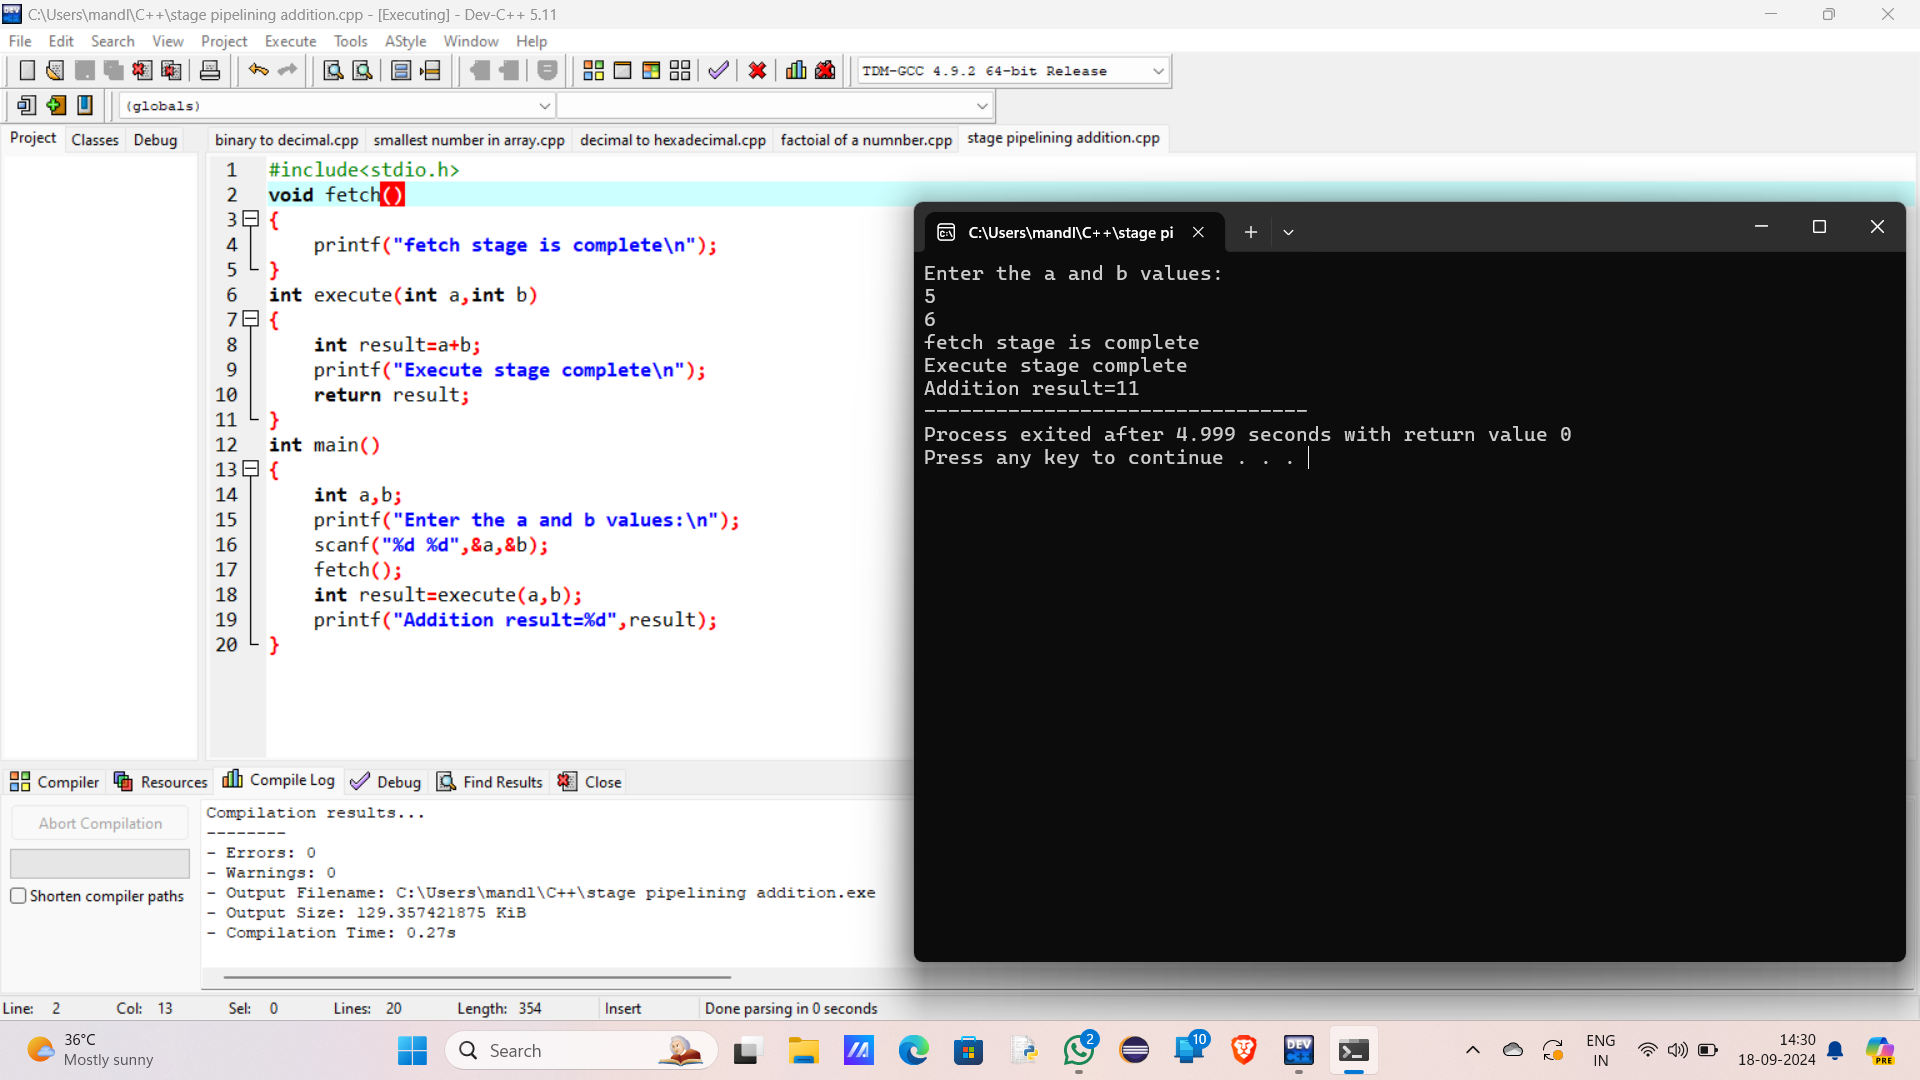 C:\Users\mandl\C++\stage pipelining addition.cpp - [Executing] - Dev-C++ 5.11
File Edit Search View Project Execute Tools AStyle Window Help
TDM-GCC 4.9.2 64-bit Release
(globals)
Project Classes Debug
binary to decimal.cpp smallest number in array.cpp decimal to hexadecimal.cpp factoial of a numnber.cpp stage pipelining addition.cpp
1 #include<stdio.h>
2 void fetch()
3 {
4 printf("fetch stage is complete\n");
5 }
6 int execute(int a,int b)
7 {
8 int result=a+b;
9 printf("Execute stage complete\n");
10 return result;
11 }
12 int main()
13 {
14 int a,b;
15 printf("Enter the a and b values:\n");
16 scanf("%d %d",&a,&b);
17 fetch();
18 int result=execute(a,b);
19 printf("Addition result=%d",result);
20 }
C:\Users\mandl\C++\stage pi
Enter the a and b values:
5
6
fetch stage is complete
Execute stage complete
Addition result=11
--------------------------------
Process exited after 4.999 seconds with return value 0
Press any key to continue . . .
Compiler Resources Compile Log Debug Find Results Close
Abort Compilation
Shorten compiler paths
Compilation results...
--------
- Errors: 0
- Warnings: 0
- Output Filename: C:\Users\mandl\C++\stage pipelining addition.exe
- Output Size: 129.357421875 KiB
- Compilation Time: 0.27s
Line: 2 Col: 13 Sel: 0 Lines: 20 Length: 354 Insert Done parsing in 0 seconds
36°C
Mostly sunny
Search
2
10
DEV
C++
ENG
IN
14:30
18-09-2024
PRE